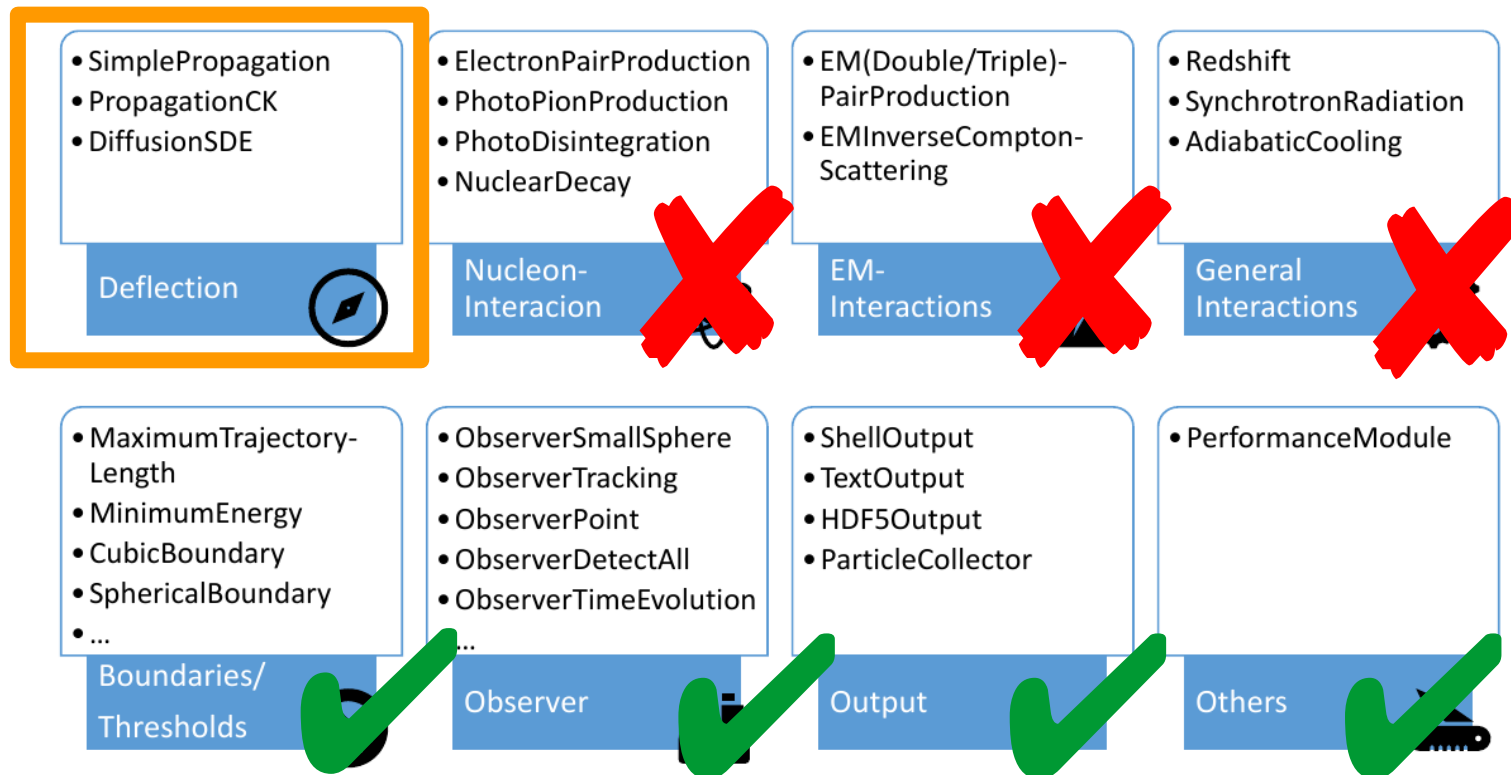 • SimplePropagation
• PropagationCK
• DiffusionSDE
Deflection
• ElectronPairProduction
• PhotoPionProduction
• PhotoDisintegration
• NuclearDecay
Nucleon-
Interacion
• EM(Double/Triple)-
PairProduction
• EMInverseCompton-
Scattering
EM-
Interactions
• Redshift
• SynchrotronRadiation
• AdiabaticCooling
General
Interactions
• MaximumTrajectory-
Length
• MinimumEnergy
• CubicBoundary
• SphericalBoundary
• ...
Boundaries/
Thresholds
• ObserverSmallSphere
• ObserverTracking
• ObserverPoint
• ObserverDetectAll
• ObserverTimeEvolution
...
Observer
• ShellOutput
• TextOutput
• HDF5Output
• ParticleCollector
Output
• PerformanceModule
Others